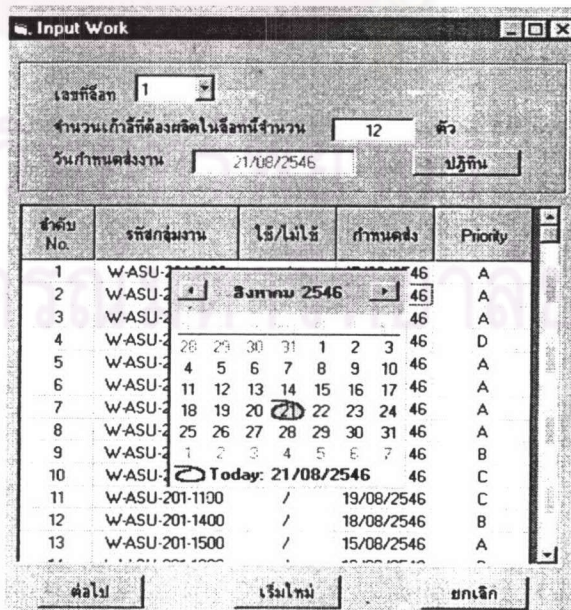 Input Work
เลขที่จ๊อท 1
จำนวนเก้าอี้ที่ต้องผลิตในจ๊อทนี้จำนวน 12 ตัว
วันกำหนดส่งงาน 21/08/2546 ปฏิทิน
ลำดับ No. รหัสกลุ่มงาน ใช้/ไม่ใช้ กำหนดส่ง Priority
1 W-ASU-2 46 A
2 W-ASU-2 46 A
3 W-ASU-2 46 A
4 W-ASU-2 46 D
5 W-ASU-2 46 A
6 W-ASU-2 46 A
7 W-ASU-2 46 A
8 W-ASU-2 46 A
9 W-ASU-2 46 B
10 W-ASU-2 46 C
11 W-ASU-201-1100 / 19/08/2546 C
12 W-ASU-201-1400 / 18/08/2546 B
13 W-ASU-201-1500 / 15/08/2546 A
สิงหาคม 2546
28 29 30 31 1 2 3
4 5 6 7 8 9 10
11 12 13 14 15 16 17
18 19 20 21 22 23 24
25 26 27 28 29 30 31
1 2 3 4 5 6 7
Today: 21/08/2546
ต่อไป เริ่มใหม่ ยกเลิก